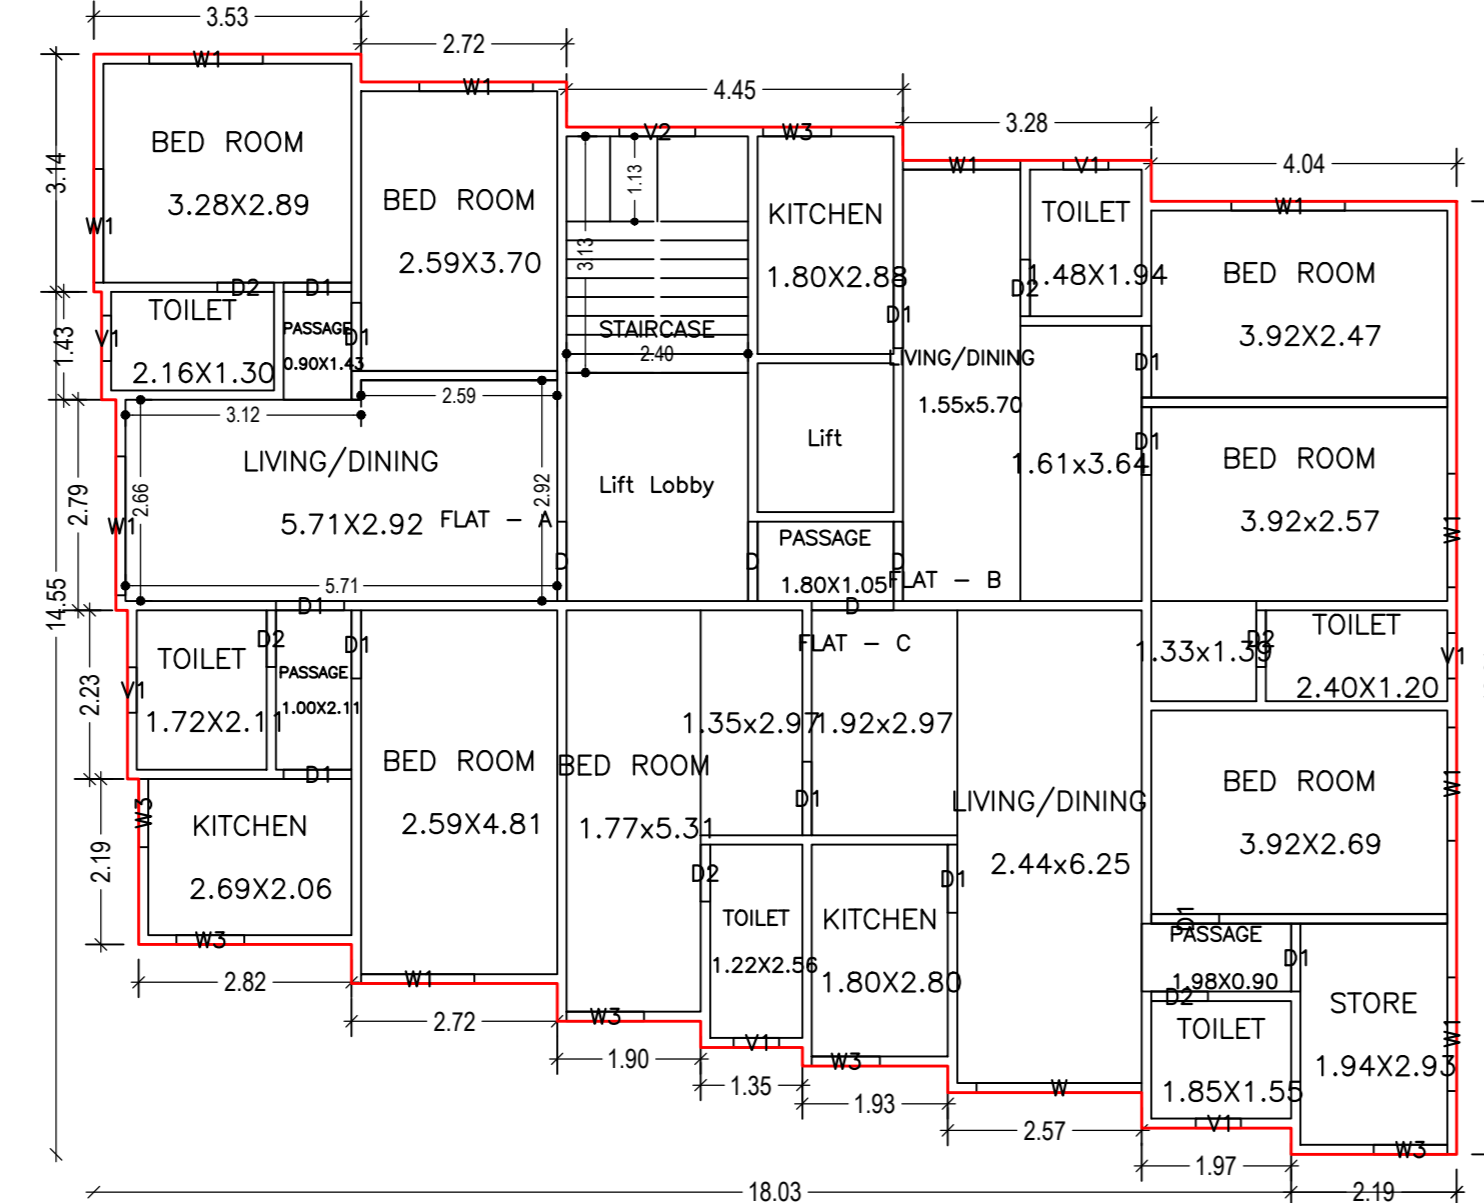 3.53
2.72
4.45
3.28
4.04
W1
W1
V2
W3
W1
V1
W1
3.14
BED ROOM
3.28X2.89
W1
BED ROOM
2.59X3.70
1.13
3.13
KITCHEN
1.80X2.88
D1
TOILET
1.48X1.94
D2
BED ROOM
3.92X2.47
D2
D1
TOILET
2.16X1.30
V1
1.43
PASSAGE
0.90X1.43
D1
STAIRCASE
2.40
LIVING/DINING
1.55x5.70
D1
3.12
2.59
LIVING/DINING
5.71X2.92
2.66
2.92
FLAT - A
5.71
2.79
W1
D
Lift Lobby
Lift
1.61x3.64
D1
BED ROOM
3.92x2.57
W1
D
PASSAGE
1.80X1.05
D
FLAT - B
14.55
D1
D
FLAT - C
2.23
V1
TOILET
1.72X2.11
D2
PASSAGE
1.00X2.11
D1
D1
1.33x1.39
D2
TOILET
2.40X1.20
V1
BED ROOM
2.59X4.81
BED ROOM
1.77x5.31
1.35x2.97
1.92x2.97
D1
LIVING/DINING
2.44x6.25
BED ROOM
3.92X2.69
W1
2.19
W3
KITCHEN
2.69X2.06
W3
D2
TOILET
1.22X2.56
KITCHEN
1.80X2.80
D1
D1
PASSAGE
1.98X0.90
D1
D2
TOILET
1.85X1.55
STORE
1.94X2.93
W1
2.82
W1
2.72
W3
1.90
V1
1.35
W3
1.93
W
2.57
V1
1.97
W3
18.03
2.19